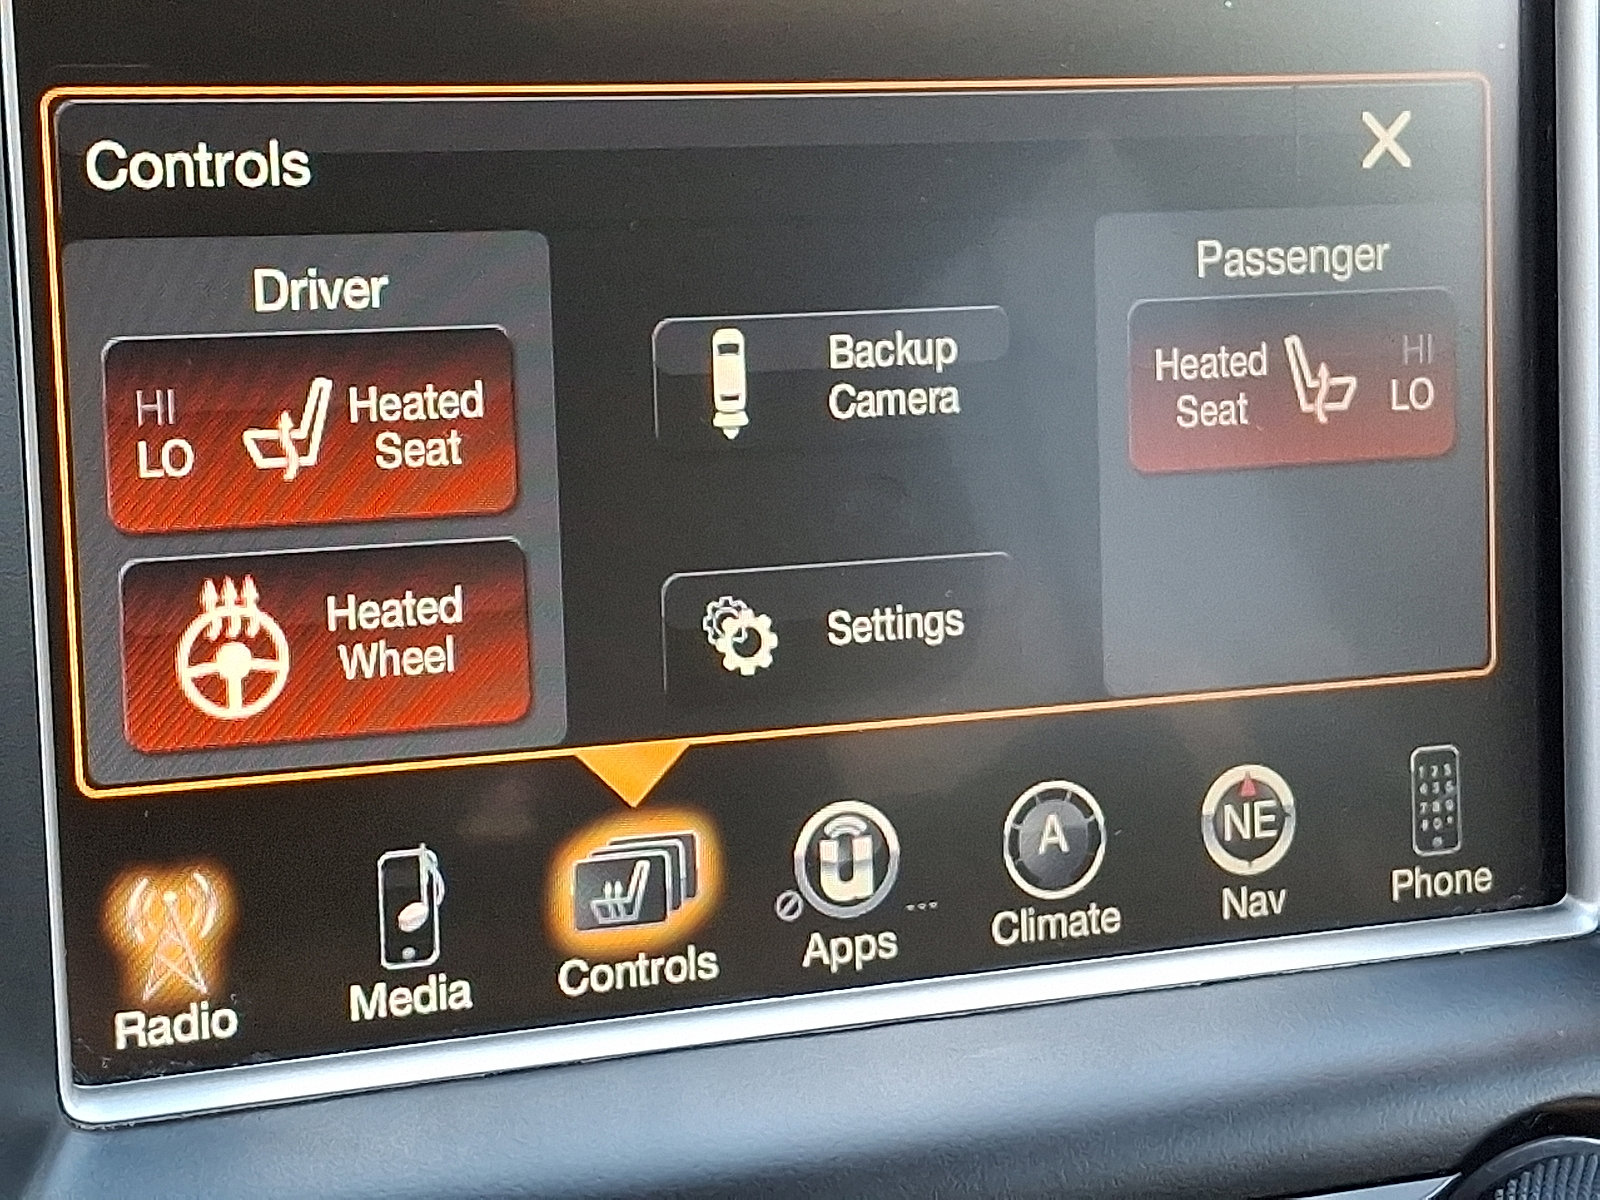 Controls
Driver
HI
LO
Heated
Seat
Heated
Wheel
Backup
Camera
Settings
Passenger
Heated
Seat
HI
LO
Radio
Media
Controls
Apps
A
Climate
NE
Nav
Phone